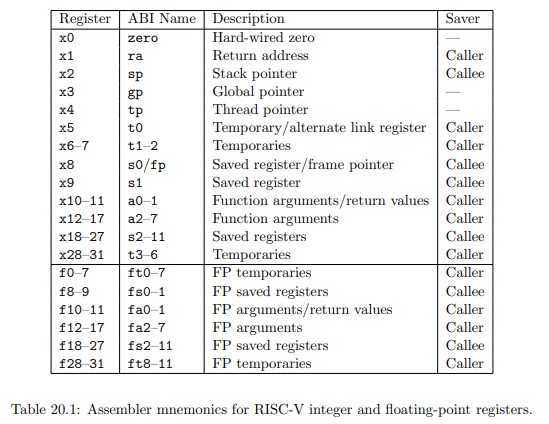 Register ABI Name Description Saver
x0 zero Hard-wired zero —
x1 ra Return address Caller
x2 sp Stack pointer Callee
x3 gp Global pointer —
x4 tp Thread pointer —
x5 t0 Temporary/alternate link register Caller
x6–7 t1–2 Temporaries Caller
x8 s0/fp Saved register/frame pointer Callee
x9 s1 Saved register Callee
x10–11 a0–1 Function arguments/return values Caller
x12–17 a2–7 Function arguments Caller
x18–27 s2–11 Saved registers Callee
x28–31 t3–6 Temporaries Caller
f0–7 ft0–7 FP temporaries Caller
f8–9 fs0–1 FP saved registers Callee
f10–11 fa0–1 FP arguments/return values Caller
f12–17 fa2–7 FP arguments Caller
f18–27 fs2–11 FP saved registers Callee
f28–31 ft8–11 FP temporaries Caller
Table 20.1: Assembler mnemonics for RISC-V integer and floating-point registers.